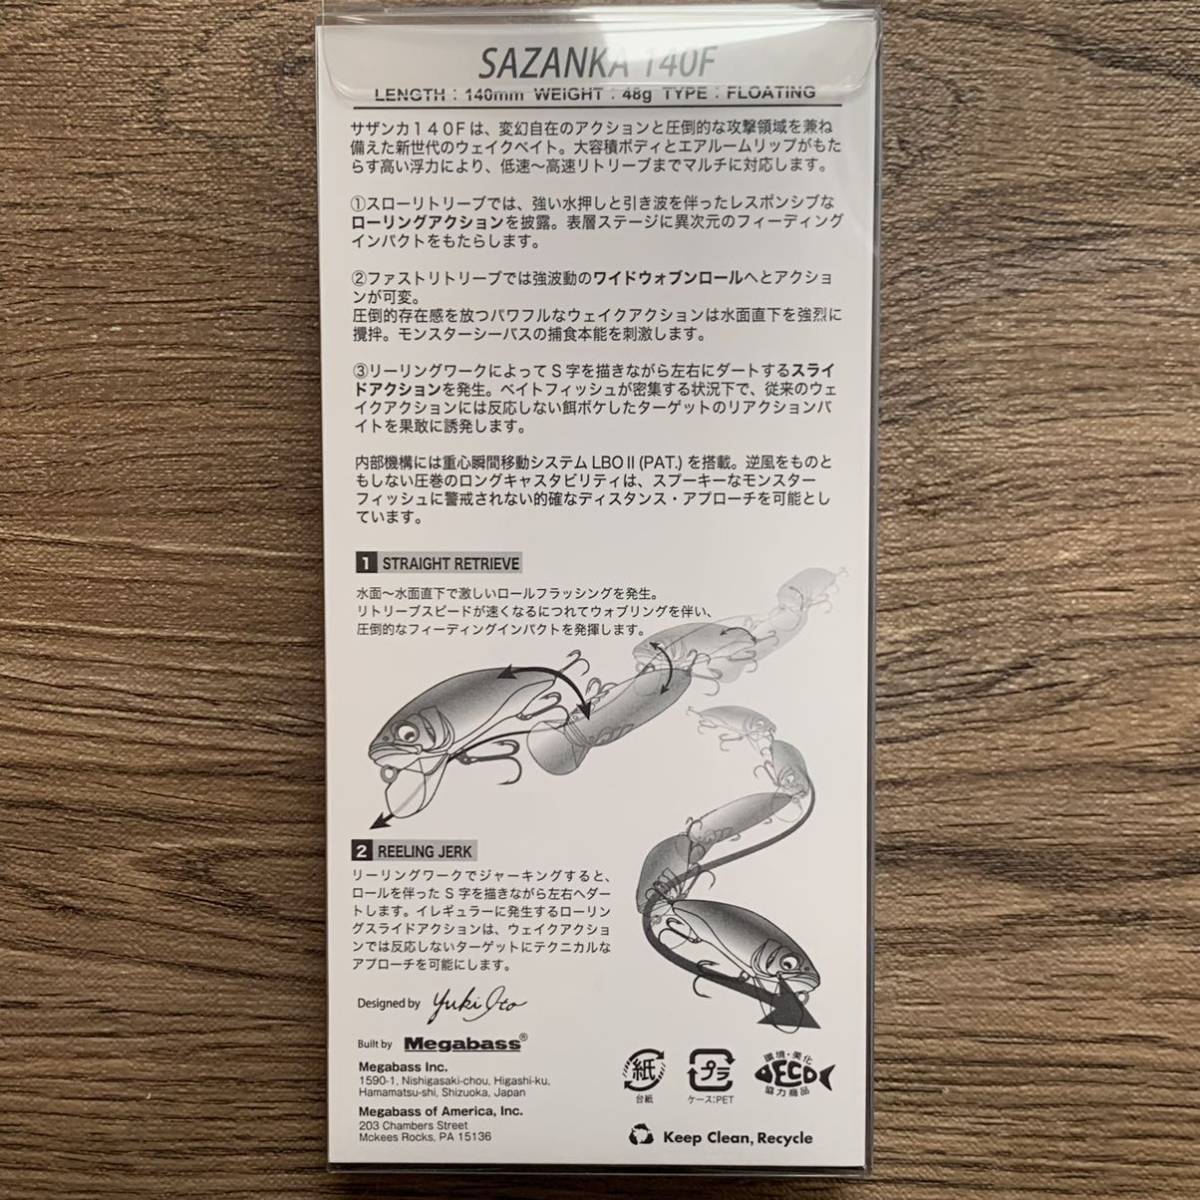 SAZANKA 140F
LENGTH : 140mm WEIGHT : 48g TYPE : FLOATING
サザンカ140Fは、変幻自在のアクションと圧倒的な攻撃領域を兼ね
備えた新世代のウェイクベイト。大容積ボディとエアルームリップがもた
らす高い浮力により、低速〜高速リトリーブまでマルチに対応します。
①スローリトリーブでは、強い水押しと引き波を伴ったレスポンシブな
ローリングアクションを披露。表層ステージに異次元のフィーディング
インパクトをもたらします。
②ファストリトリーブでは強波動のワイドウォブンロールへとアクショ
ンが可変。
圧倒的存在感を放つパワフルなウェイクアクションは水面直下を強烈に
攪拌。モンスターシーバスの捕食本能を刺激します。
③リーリングワークによってS字を描きながら左右にダートするスライ
ドアクションを発生。ベイトフィッシュが密集する状況下で、従来のウェ
イクアクションには反応しない餌ボケしたターゲットのリアクションバ
イトを果敢に誘発します。
内部機構には重心瞬間移動システム LBO II (PAT.) を搭載。逆風をものと
もしない圧巻のロングキャスタビリティは、スプーキーなモンスター
フィッシュに警戒されない的確なディスタンス・アプローチを可能とし
ています。
1 STRAIGHT RETRIEVE
水面〜水面直下で激しいロールフラッシングを発生。
リトリーブスピードが速くなるにつれてウォブリングを伴い、
圧倒的なフィーディングインパクトを発揮します。
2 REELING JERK
リーリングワークでジャーキングすると、
ロールを伴ったS字を描きながら左右へダー
トします。イレギュラーに発生するローリン
グスライドアクションは、ウェイクアクション
では反応しないターゲットにテクニカルな
アプローチを可能にします。
Designed by Yuki Ito
Built by Megabass®
Megabass Inc.
1590-1, Nishigasaki-chou, Higashi-ku,
Hamamatsu-shi, Shizuoka, Japan
Megabass of America, Inc.
203 Chambers Street
Mckees Rocks, PA 15136
紙
台紙
プラ
ケース:PET
環境・美化
ECO
協力商品
Keep Clean, Recycle